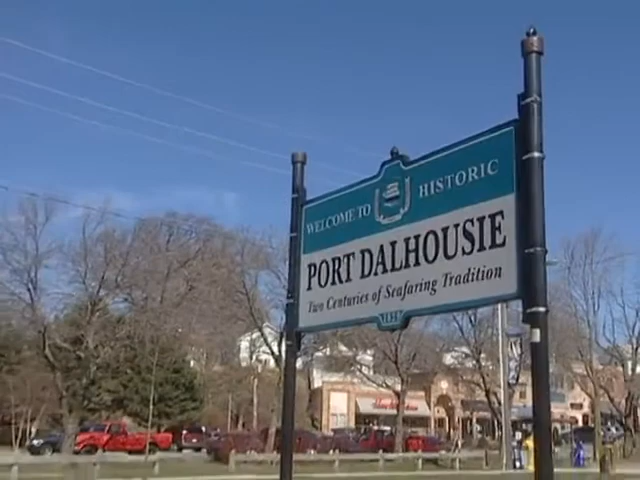 WELCOME TO HISTORIC
PORT DALHOUSIE
Two Centuries of Seafaring Tradition